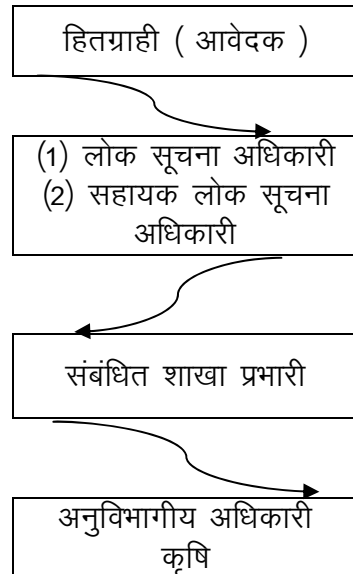 हितग्राही ( आवेदक )
(1) लोक सूचना अधिकारी
(2) सहायक लोक सूचना
अधिकारी
संबंधित शाखा प्रभारी
अनुविभागीय अधिकारी
कृषि